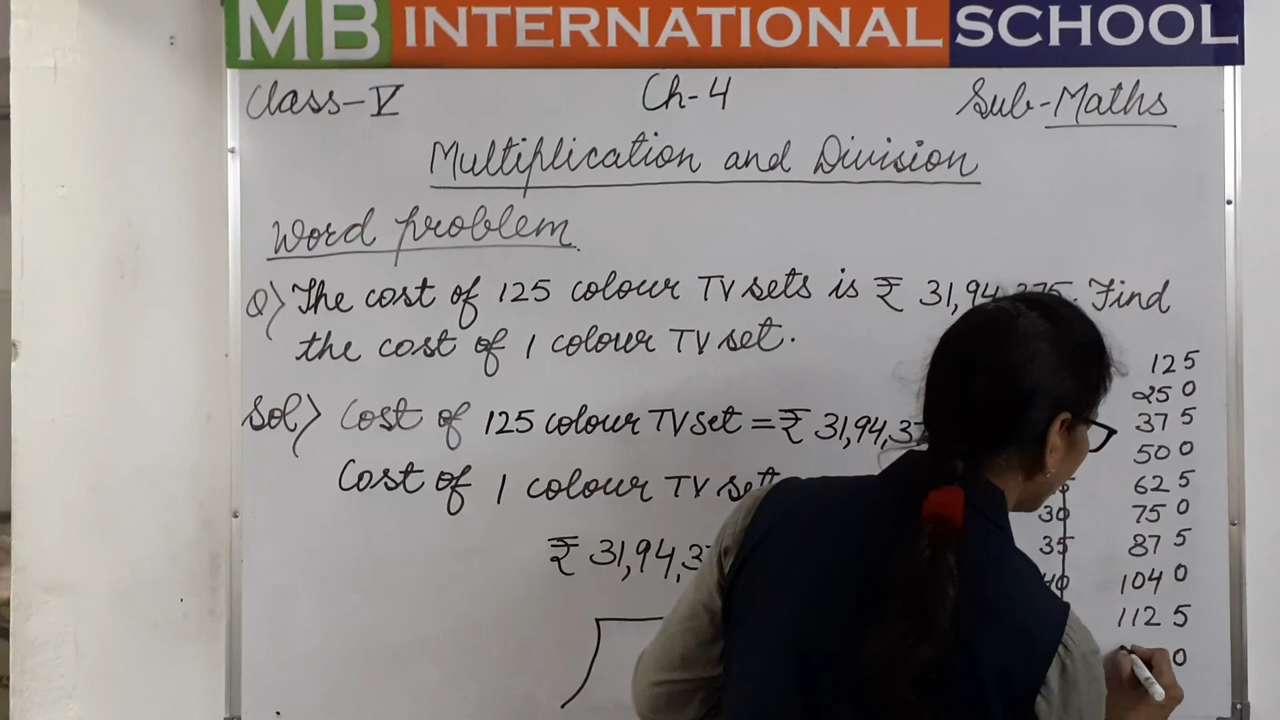 MB INTERNATIONAL SCHOOL
Class-V Ch-4 Sub-Maths
Multiplication and Division
Word problem
Q) The cost of 125 colour TV sets is ₹ 31,94,375. Find
the cost of 1 colour TV set.
Sol) Cost of 125 colour TV set = ₹ 31,94,3
Cost of 1 colour TV set
₹ 31,94,3
30
35
40
125
250
375
500
625
750
875
1040
1125
0